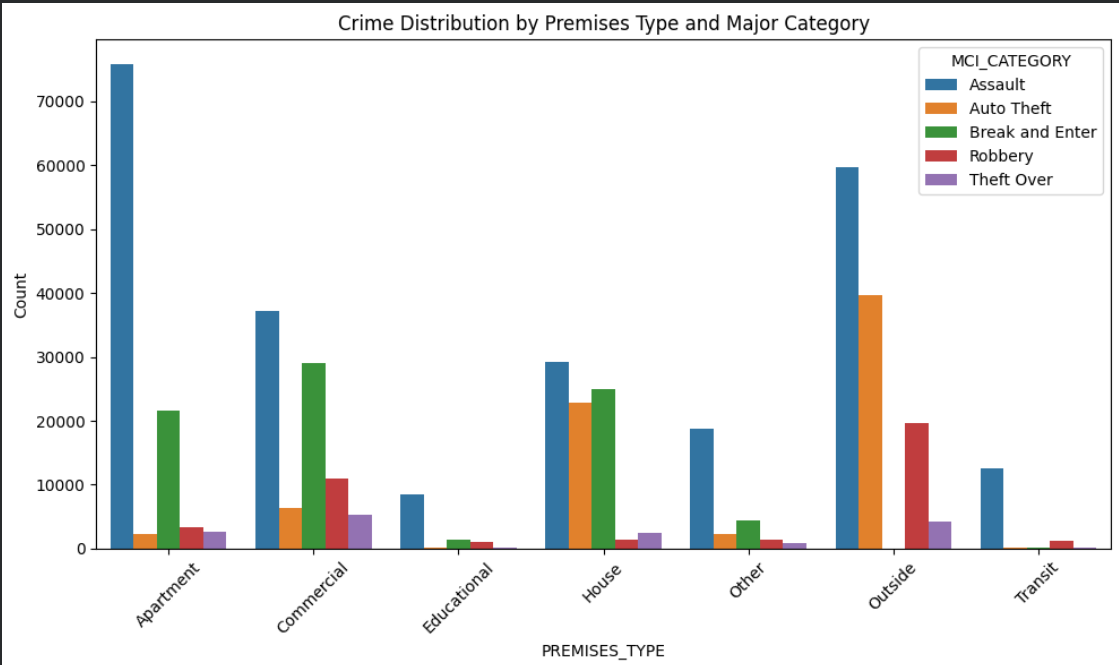 Crime Distribution by Premises Type and Major Category
MCI_CATEGORY
Assault
Auto Theft
Break and Enter
Robbery
Theft Over
Count
70000
60000
50000
40000
30000
20000
10000
0
Apartment
Commercial
Educational
House
Other
Outside
Transit
PREMISES_TYPE